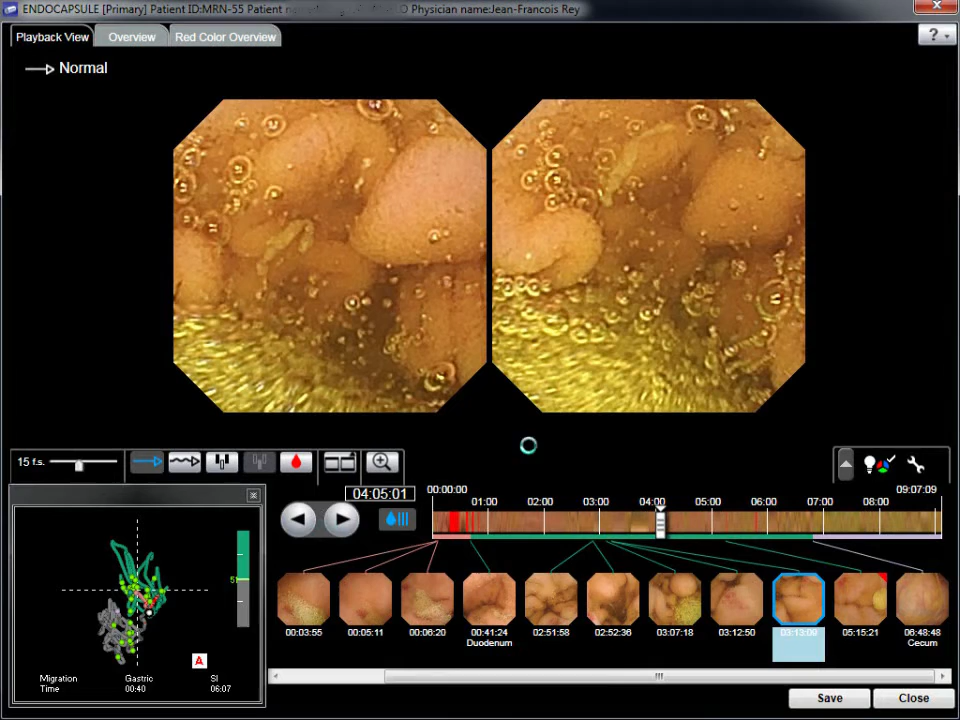 ENDOCAPSULE [Primary] Patient ID:MRN-55 Patient Physician name:Jean-Francois Rey
Playback View Overview Red Color Overview
?
Normal
15 f.s.
04:05:01
00:00:00 09:07:09
01:00 02:00 03:00 04:00 05:00 06:00 07:00 08:00
A
Migration Time Gastric 00:40 SI 06:07
00:03:55
00:05:11
00:06:20
00:41:24 Duodenum
02:51:58
02:52:36
03:07:18
03:12:50
03:13:00
05:15:21
06:48:48 Cecum
Save Close